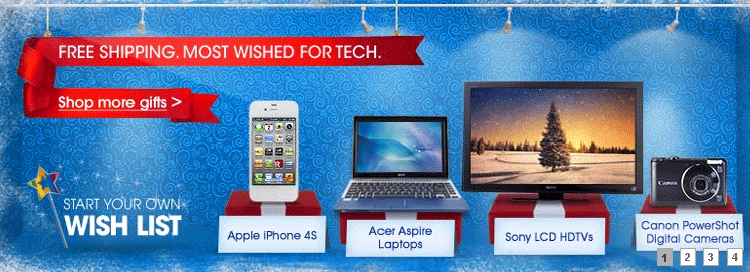 FREE SHIPPING. MOST WISHED FOR TECH.
Shop more gifts >
START YOUR OWN
WISH LIST
Apple iPhone 4S
Acer Aspire
Laptops
Sony LCD HDTVs
Canon
Canon PowerShot
Digital Cameras
1 2 3 4